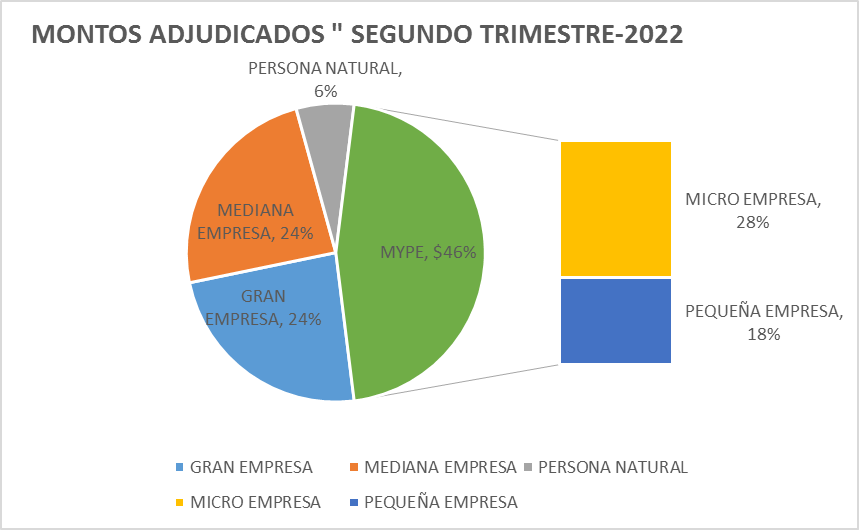 MONTOS ADJUDICADOS " SEGUNDO TRIMESTRE-2022
PERSONA NATURAL,
6%
MEDIANA
EMPRESA, 24%
GRAN
EMPRESA, 24%
MYPE, $46%
MICRO EMPRESA,
28%
PEQUEÑA EMPRESA,
18%
GRAN EMPRESA
MEDIANA EMPRESA
PERSONA NATURAL
MICRO EMPRESA
PEQUEÑA EMPRESA